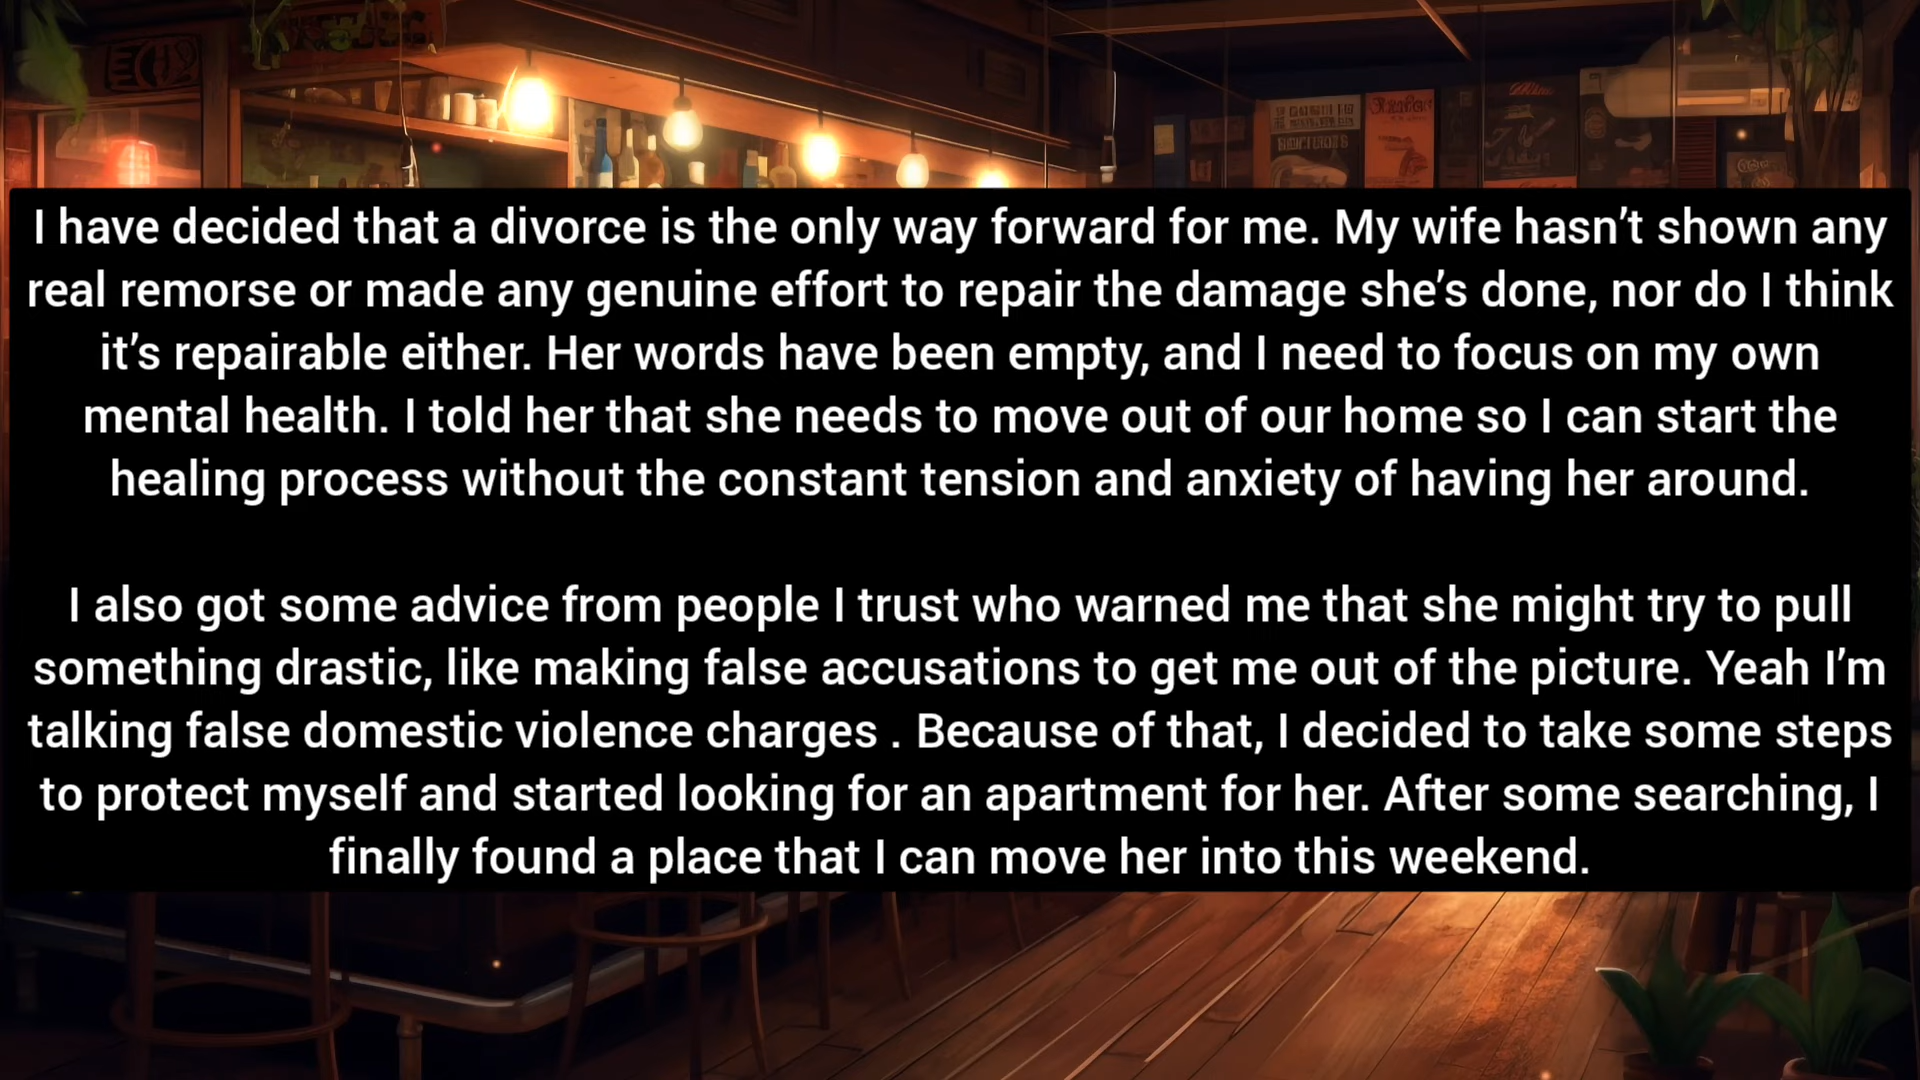 I have decided that a divorce is the only way forward for me. My wife hasn’t shown any
real remorse or made any genuine effort to repair the damage she’s done, nor do I think
it’s repairable either. Her words have been empty, and I need to focus on my own
mental health. I told her that she needs to move out of our home so I can start the
healing process without the constant tension and anxiety of having her around.
I also got some advice from people I trust who warned me that she might try to pull
something drastic, like making false accusations to get me out of the picture. Yeah I’m
talking false domestic violence charges . Because of that, I decided to take some steps
to protect myself and started looking for an apartment for her. After some searching, I
finally found a place that I can move her into this weekend.